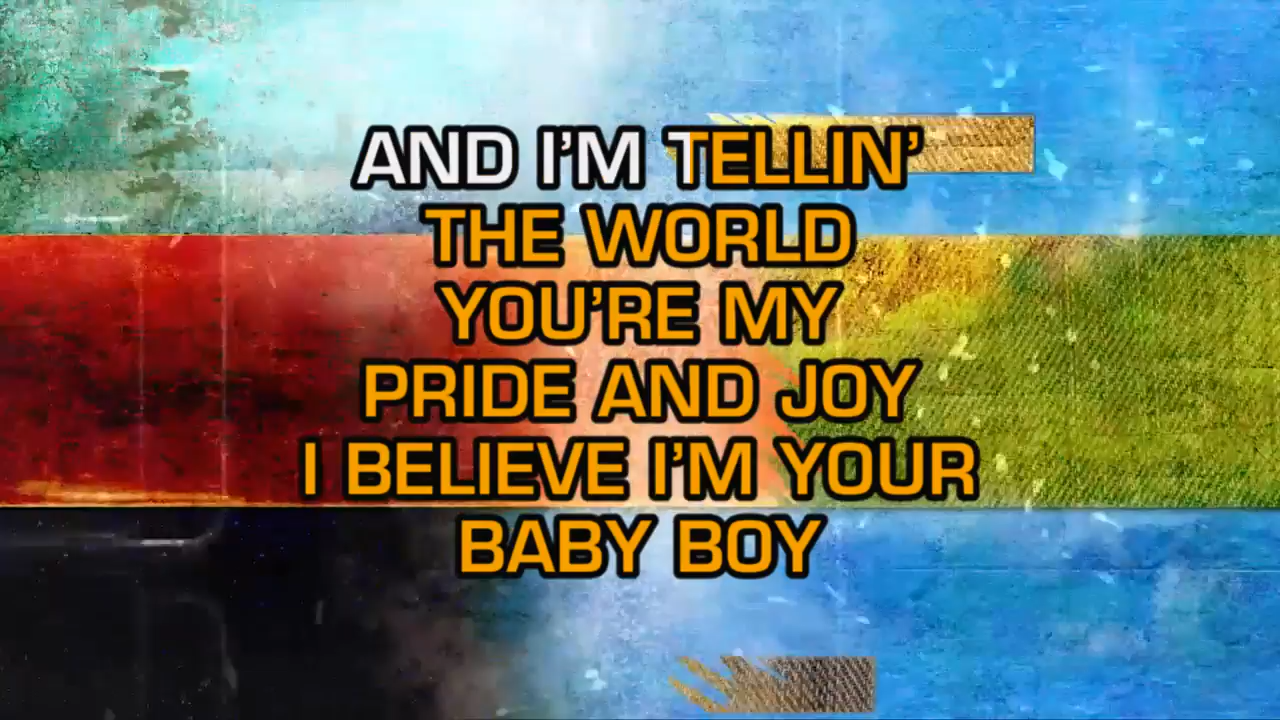 AND I'M TELLIN'
THE WORLD
YOU'RE MY
PRIDE AND JOY
I BELIEVE I'M YOUR
BABY BOY